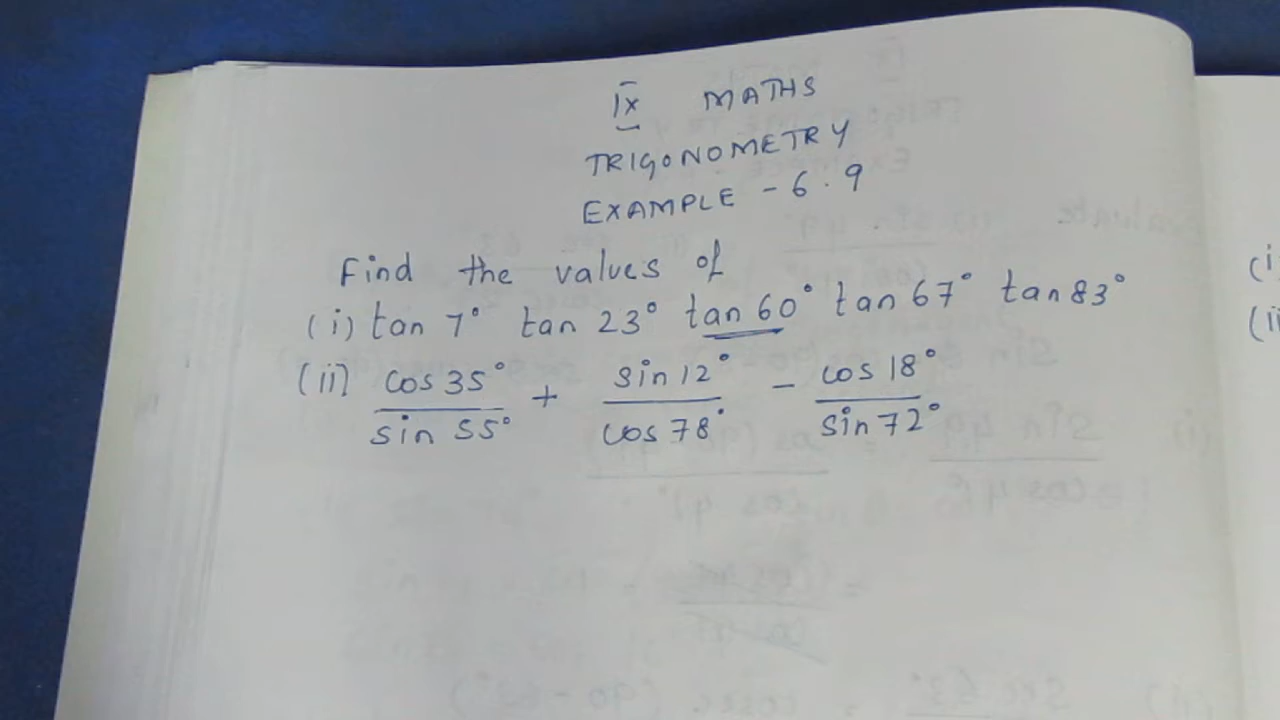 IX MATHS
TRIGONOMETRY
EXAMPLE - 6.9
Find the values of
(i) tan 7° tan 23° tan 60° tan 67° tan 83°
(ii) cos 35° / sin 55° + sin 12° / cos 78° - cos 18° / sin 72°
(i
(ii